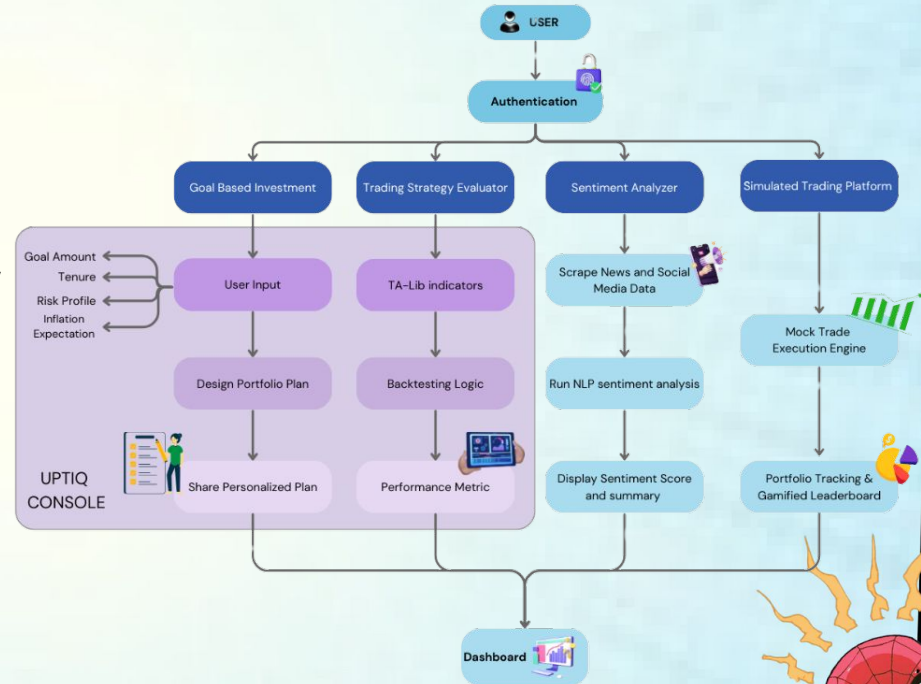 USER
Authentication
Goal Based Investment
Trading Strategy Evaluator
Sentiment Analyzer
Simulated Trading Platform
Goal Amount
Tenure
Risk Profile
Inflation
Expectation
User Input
TA-Lib indicators
Scrape News and Social
Media Data
Mock Trade
Execution Engine
Design Portfolio Plan
Backtesting Logic
Run NLP sentiment analysis
UPTIQ
CONSOLE
Share Personalized Plan
Performance Metric
Display Sentiment Score
and summary
Portfolio Tracking &
Gamified Leaderboard
Dashboard